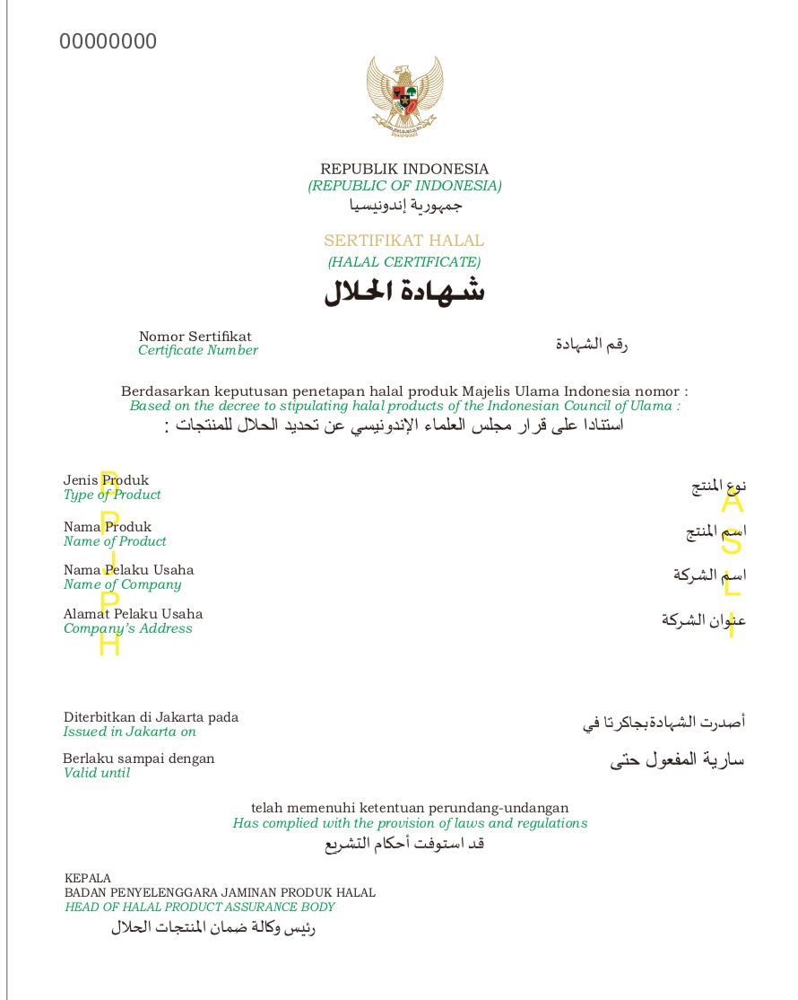 00000000
REPUBLIK INDONESIA
(REPUBLIC OF INDONESIA)
جمهورية إندونيسيا
SERTIFIKAT HALAL
(HALAL CERTIFICATE)
شهادة الحلال
Nomor Sertifikat رقم الشهادة
Certificate Number
Berdasarkan keputusan penetapan halal produk Majelis Ulama Indonesia nomor :
Based on the decree to stipulating halal products of the Indonesian Council of Ulama :
استنادا على قرار مجلس العلماء الإندونيسي عن تحديد الحلال للمنتجات :
BPJPH
ASLI
Jenis Produk نوع المنتج
Type of Product
Nama Produk اسم المنتج
Name of Product
Nama Pelaku Usaha اسم الشركة
Name of Company
Alamat Pelaku Usaha عنوان الشركة
Company's Address
Diterbitkan di Jakarta pada أصدرت الشهادة بجاكرتا في
Issued in Jakarta on
Berlaku sampai dengan سارية المفعول حتى
Valid until
telah memenuhi ketentuan perundang-undangan
Has complied with the provision of laws and regulations
قد استوفت أحكام التشريع
KEPALA
BADAN PENYELENGGARA JAMINAN PRODUK HALAL
HEAD OF HALAL PRODUCT ASSURANCE BODY
رئيس وكالة ضمان المنتجات الحلال